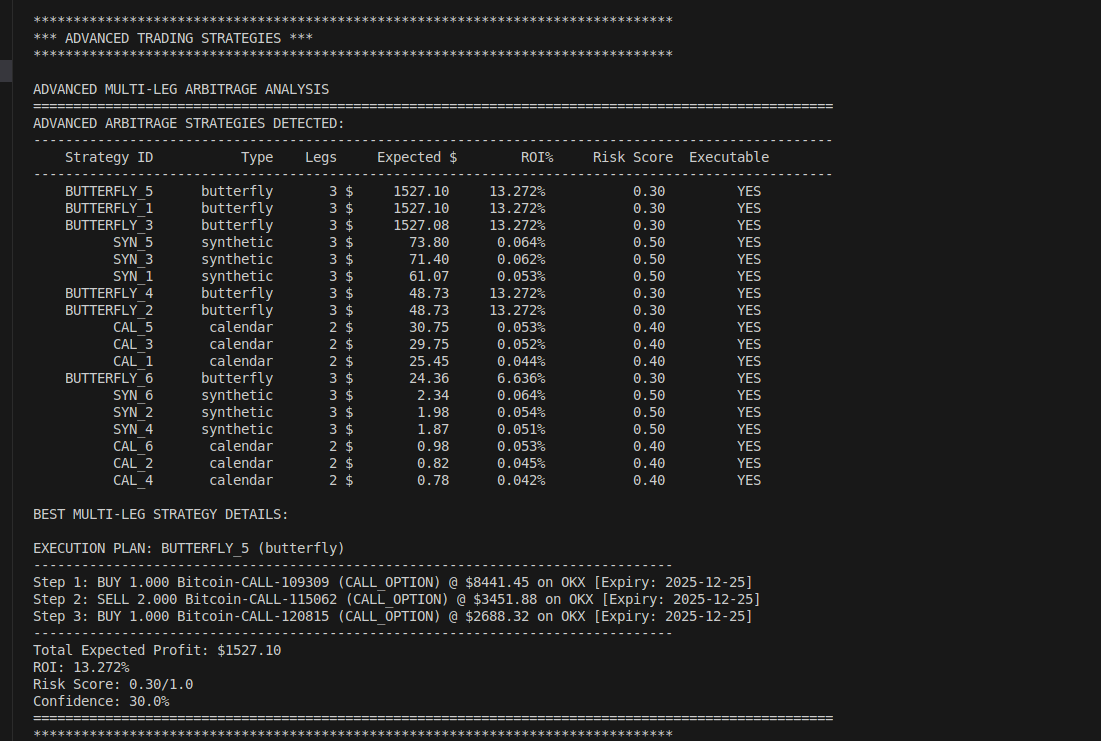 ********************************************************************************
*** ADVANCED TRADING STRATEGIES ***
********************************************************************************
ADVANCED MULTI-LEG ARBITRAGE ANALYSIS
====================================================================================================
ADVANCED ARBITRAGE STRATEGIES DETECTED:
----------------------------------------------------------------------------------------------------
Strategy ID Type Legs Expected $ ROI% Risk Score Executable
----------------------------------------------------------------------------------------------------
BUTTERFLY_5 butterfly 3 $ 1527.10 13.272% 0.30 YES
BUTTERFLY_1 butterfly 3 $ 1527.10 13.272% 0.30 YES
BUTTERFLY_3 butterfly 3 $ 1527.08 13.272% 0.30 YES
SYN_5 synthetic 3 $ 73.80 0.064% 0.50 YES
SYN_3 synthetic 3 $ 71.40 0.062% 0.50 YES
SYN_1 synthetic 3 $ 61.07 0.053% 0.50 YES
BUTTERFLY_4 butterfly 3 $ 48.73 13.272% 0.30 YES
BUTTERFLY_2 butterfly 3 $ 48.73 13.272% 0.30 YES
CAL_5 calendar 2 $ 30.75 0.053% 0.40 YES
CAL_3 calendar 2 $ 29.75 0.052% 0.40 YES
CAL_1 calendar 2 $ 25.45 0.044% 0.40 YES
BUTTERFLY_6 butterfly 3 $ 24.36 6.636% 0.30 YES
SYN_6 synthetic 3 $ 2.34 0.064% 0.50 YES
SYN_2 synthetic 3 $ 1.98 0.054% 0.50 YES
SYN_4 synthetic 3 $ 1.87 0.051% 0.50 YES
CAL_6 calendar 2 $ 0.98 0.053% 0.40 YES
CAL_2 calendar 2 $ 0.82 0.045% 0.40 YES
CAL_4 calendar 2 $ 0.78 0.042% 0.40 YES
BEST MULTI-LEG STRATEGY DETAILS:
EXECUTION PLAN: BUTTERFLY_5 (butterfly)
--------------------------------------------------------------------------------
Step 1: BUY 1.000 Bitcoin-CALL-109309 (CALL_OPTION) @ $8441.45 on OKX [Expiry: 2025-12-25]
Step 2: SELL 2.000 Bitcoin-CALL-115062 (CALL_OPTION) @ $3451.88 on OKX [Expiry: 2025-12-25]
Step 3: BUY 1.000 Bitcoin-CALL-120815 (CALL_OPTION) @ $2688.32 on OKX [Expiry: 2025-12-25]
--------------------------------------------------------------------------------
Total Expected Profit: $1527.10
ROI: 13.272%
Risk Score: 0.30/1.0
Confidence: 30.0%
====================================================================================================
********************************************************************************